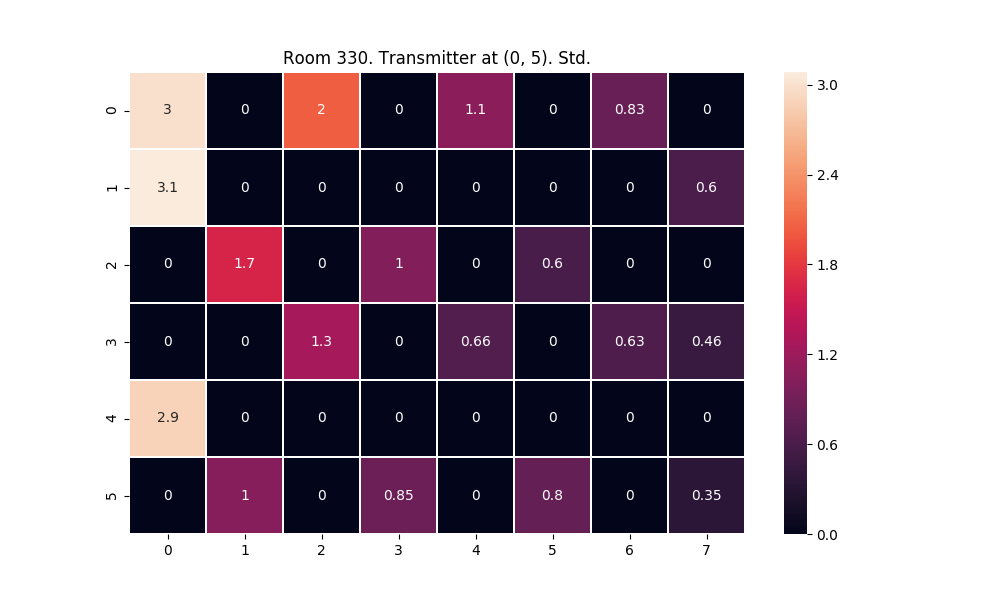 Room 330. Transmitter at (0, 5). Std.
0 3 0 2 0 1.1 0 0.83 0
1 3.1 0 0 0 0 0 0 0.6
2 0 1.7 0 1 0 0.6 0 0
3 0 0 1.3 0 0.66 0 0.63 0.46
4 2.9 0 0 0 0 0 0 0
5 0 1 0 0.85 0 0.8 0 0.35
0 1 2 3 4 5 6 7
3.0
2.4
1.8
1.2
0.6
0.0